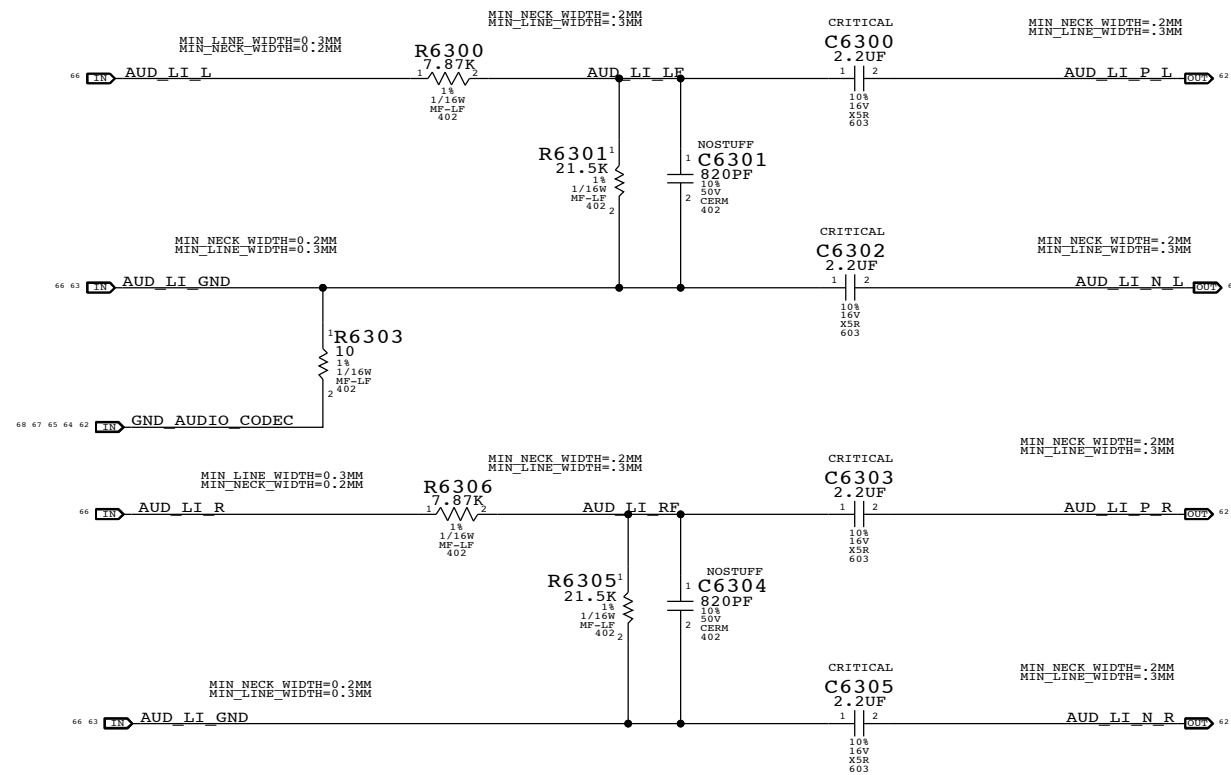 MIN_NECK_WIDTH=.2MM
MIN_LINE_WIDTH=.3MM
CRITICAL
MIN_NECK_WIDTH=.2MM
MIN_LINE_WIDTH=.3MM
MIN_LINE_WIDTH=0.3MM
MIN_NECK_WIDTH=0.2MM
R6300
7.87K
C6300
2.2UF
66 IN AUD_LI_L
1 2
AUD_LI_LF
1 2
AUD_LI_P_L
OUT 62
1%
1/16W
MF-LF
402
10%
16V
X5R
603
R6301
21.5K
1%
1/16W
MF-LF
402
1
2
NOSTUFF
C6301
820PF
10%
50V
CERM
402
1
2
MIN_NECK_WIDTH=0.2MM
MIN_LINE_WIDTH=0.3MM
CRITICAL
C6302
2.2UF
MIN_NECK_WIDTH=.2MM
MIN_LINE_WIDTH=.3MM
66 63 IN AUD_LI_GND
1 2
AUD_LI_N_L
OUT
10%
16V
X5R
603
1
R6303
10
1%
1/16W
MF-LF
402
2
68 67 65 64 62 IN GND_AUDIO_CODEC
MIN_LINE_WIDTH=0.3MM
MIN_NECK_WIDTH=0.2MM
MIN_NECK_WIDTH=.2MM
MIN_LINE_WIDTH=.3MM
CRITICAL
MIN_NECK_WIDTH=.2MM
MIN_LINE_WIDTH=.3MM
R6306
7.87K
C6303
2.2UF
66 IN AUD_LI_R
1 2
AUD_LI_RF
1 2
AUD_LI_P_R
OUT 62
1%
1/16W
MF-LF
402
10%
16V
X5R
603
R6305
21.5K
1%
1/16W
MF-LF
402
1
2
NOSTUFF
C6304
820PF
10%
50V
CERM
402
1
2
MIN_NECK_WIDTH=0.2MM
MIN_LINE_WIDTH=0.3MM
CRITICAL
C6305
2.2UF
MIN_NECK_WIDTH=.2MM
MIN_LINE_WIDTH=.3MM
66 63 IN AUD_LI_GND
1 2
AUD_LI_N_R
OUT 62
10%
16V
X5R
603